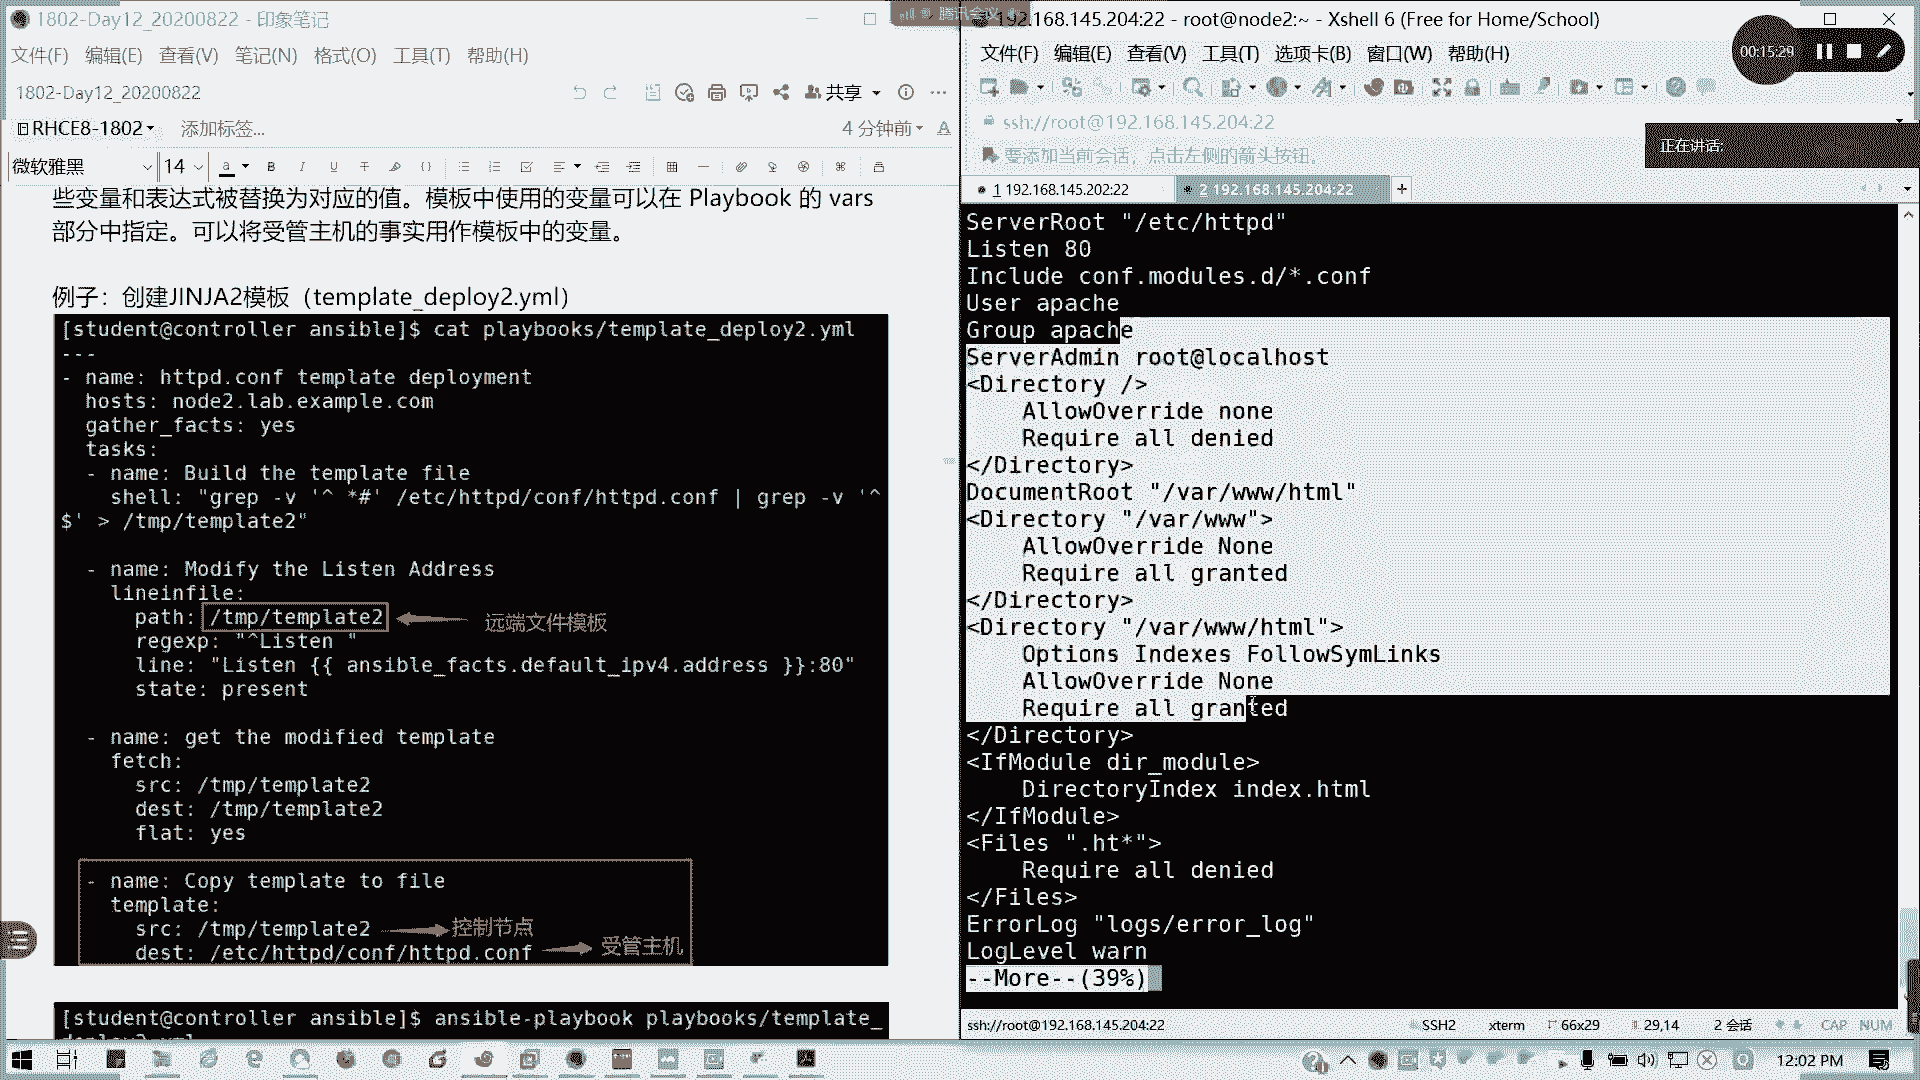 1802-Day12_20200822 - 印象笔记
文件(F) 编辑(E) 查看(V) 笔记(N) 格式(O) 工具(T) 帮助(H)
1802-Day12_20200822
共享
RHCE8-1802
添加标签...
4 分钟前
微软雅黑
14
些变量和表达式被替换为对应的值。模板中使用的变量可以在 Playbook 的 vars
部分中指定。可以将受管主机的事实用作模板中的变量。
例子：创建JINJA2模板（template_deploy2.yml）
[student@controller ansible]$ cat playbooks/template_deploy2.yml
---
- name: httpd.conf template deployment
  hosts: node2.lab.example.com
  gather_facts: yes
  tasks:
  - name: Build the template file
    shell: "grep -v '^ *#' /etc/httpd/conf/httpd.conf | grep -v '^
$' > /tmp/template2"
  - name: Modify the Listen Address
    lineinfile:
      path: /tmp/template2 远端文件模板
      regexp: "^Listen "
      line: "Listen {{ ansible_facts.default_ipv4.address }}:80"
      state: present
  - name: get the modified template
    fetch:
      src: /tmp/template2
      dest: /tmp/template2
      flat: yes
  - name: Copy template to file
    template:
      src: /tmp/template2 控制节点
      dest: /etc/httpd/conf/httpd.conf 受管主机
[student@controller ansible]$ ansible-playbook playbooks/template_
腾讯会议
192.168.145.204:22 - root@node2:~ - Xshell 6 (Free for Home/School)
文件(F) 编辑(E) 查看(V) 工具(T) 选项卡(B) 窗口(W) 帮助(H)
00:15:29
ssh://root@192.168.145.204:22
正在讲话:
要添加当前会话，点击左侧的箭头按钮。
1 192.168.145.202:22
2 192.168.145.204:22
+
ServerRoot "/etc/httpd"
Listen 80
Include conf.modules.d/*.conf
User apache
Group apache
ServerAdmin root@localhost
<Directory />
    AllowOverride none
    Require all denied
</Directory>
DocumentRoot "/var/www/html"
<Directory "/var/www">
    AllowOverride None
    Require all granted
</Directory>
<Directory "/var/www/html">
    Options Indexes FollowSymLinks
    AllowOverride None
    Require all granted
</Directory>
<IfModule dir_module>
    DirectoryIndex index.html
</IfModule>
<Files ".ht*">
    Require all denied
</Files>
ErrorLog "logs/error_log"
LogLevel warn
--More--(39%)
ssh://root@192.168.145.204:22
SSH2
xterm
66x29
29,14
2 会话
CAP NUM
12:02 PM